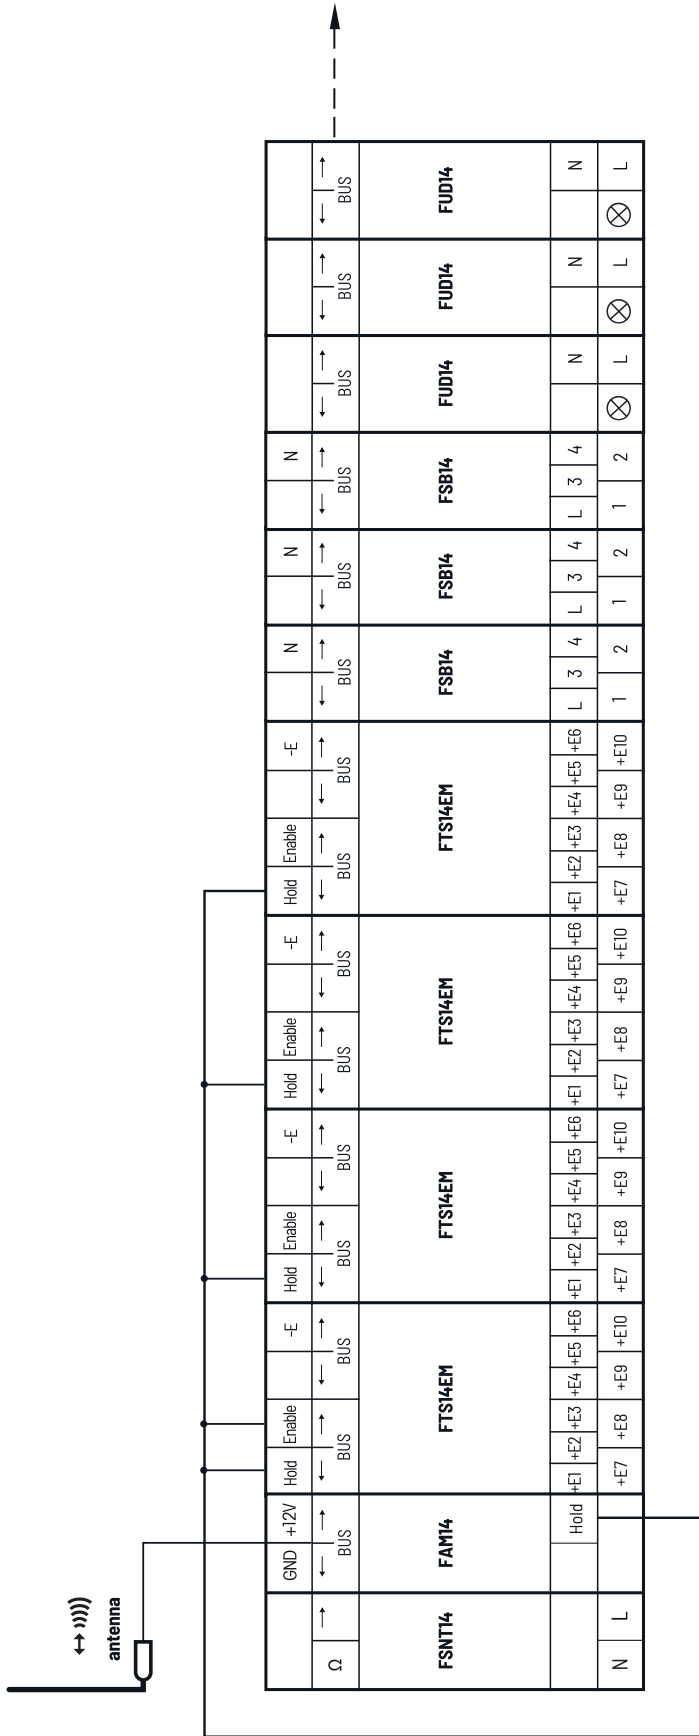 antenna
GND +12V Hold Enable -E Hold Enable -E Hold Enable -E Hold Enable -E N N N
Ω
BUS BUS BUS BUS BUS BUS BUS BUS BUS BUS BUS BUS BUS BUS BUS
FSNT14 FAM14 FTS14EM FTS14EM FTS14EM FTS14EM FSB14 FSB14 FSB14 FUD14 FUD14 FUD14
Hold +E1 +E2 +E3 +E4 +E5 +E6 +E1 +E2 +E3 +E4 +E5 +E6 +E1 +E2 +E3 +E4 +E5 +E6 +E1 +E2 +E3 +E4 +E5 +E6 L 3 4 L 3 4 L 3 4 N N N
N L +E7 +E8 +E9 +E10 +E7 +E8 +E9 +E10 +E7 +E8 +E9 +E10 +E7 +E8 +E9 +E10 1 2 1 2 1 2 L L L